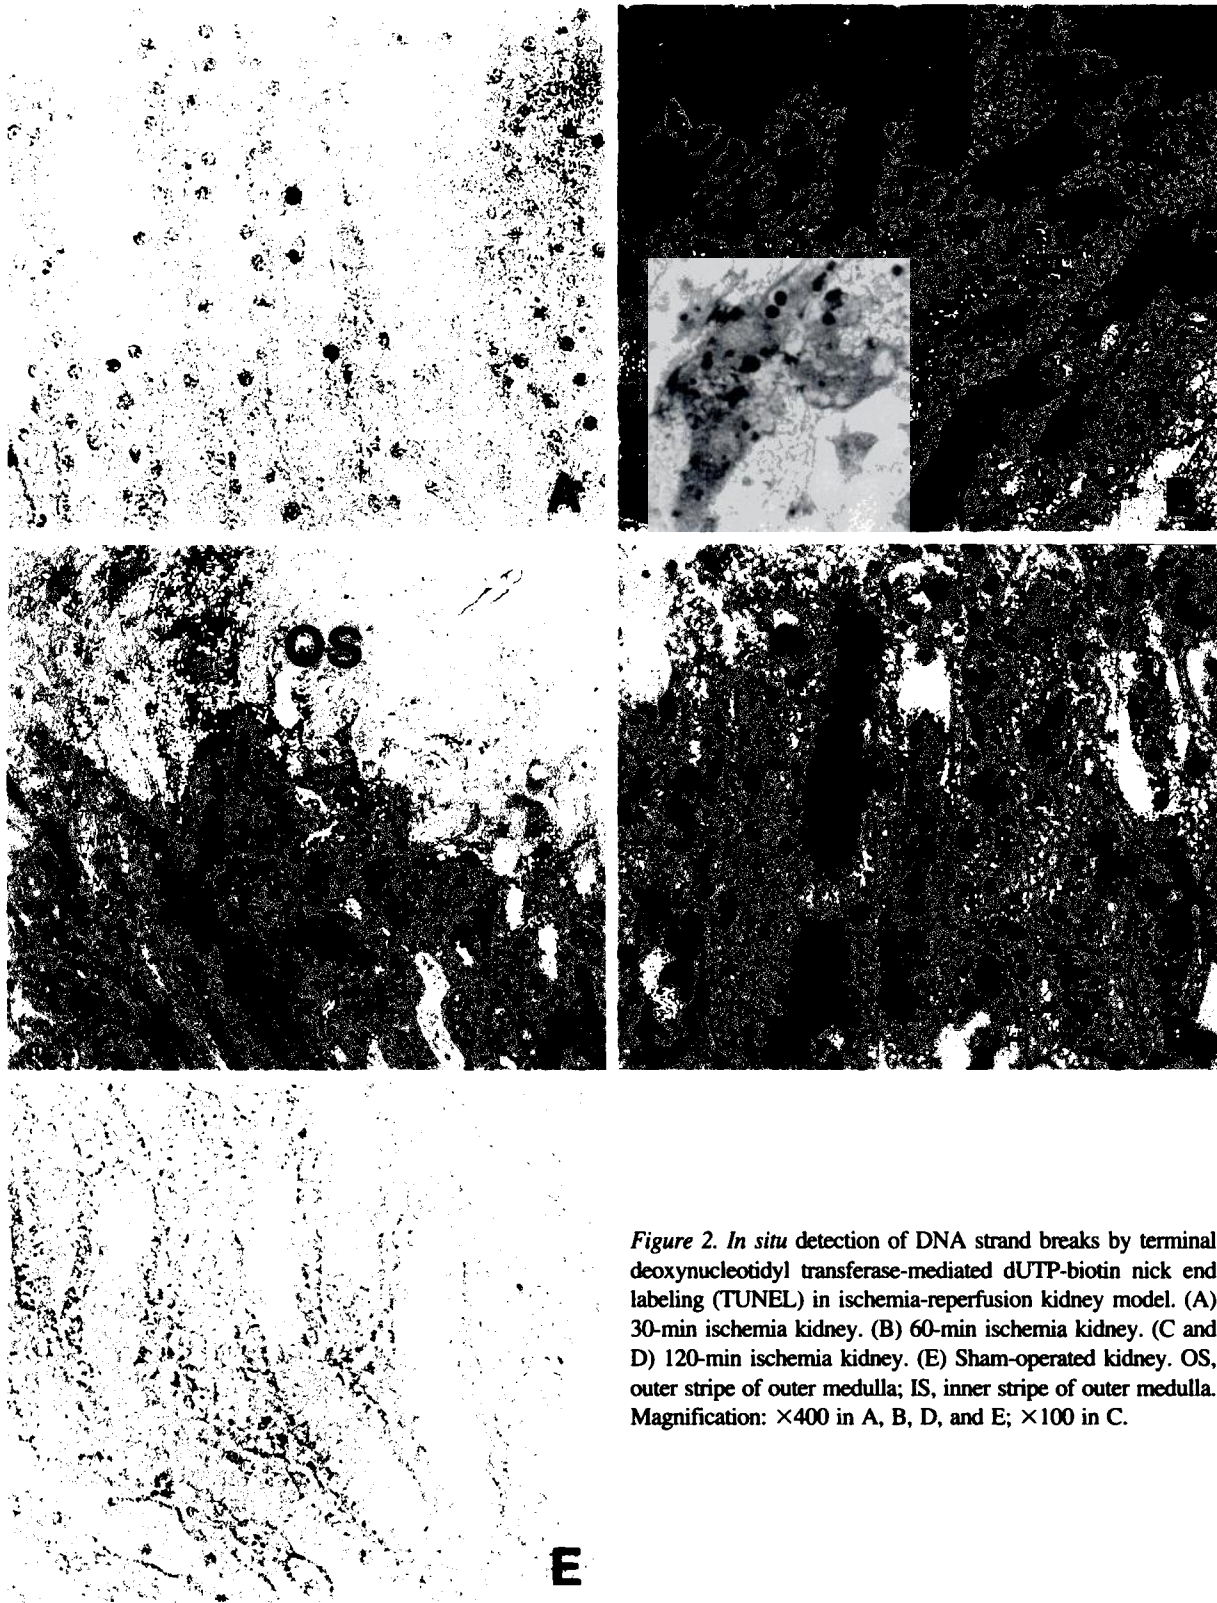 A
OS
E
Figure 2. In situ detection of DNA strand breaks by terminal
deoxynucleotidyl transferase-mediated dUTP-biotin nick end
labeling (TUNEL) in ischemia-reperfusion kidney model. (A)
30-min ischemia kidney. (B) 60-min ischemia kidney. (C and
D) 120-min ischemia kidney. (E) Sham-operated kidney. OS,
outer stripe of outer medulla; IS, inner stripe of outer medulla.
Magnification: ×400 in A, B, D, and E; ×100 in C.